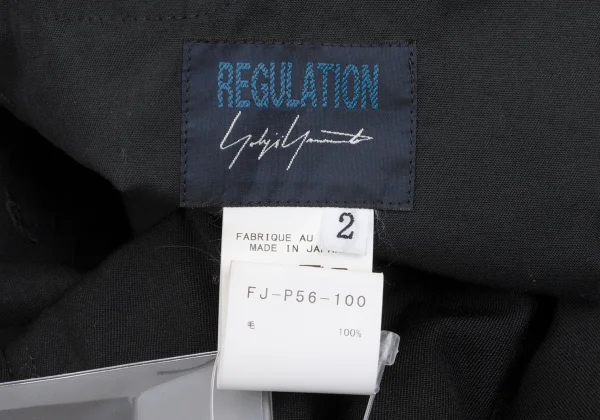 REGULATION
Yohji Yamamoto
2
FABRIQUE AU
MADE IN JAPAN
FJ-P56-100
毛 100%